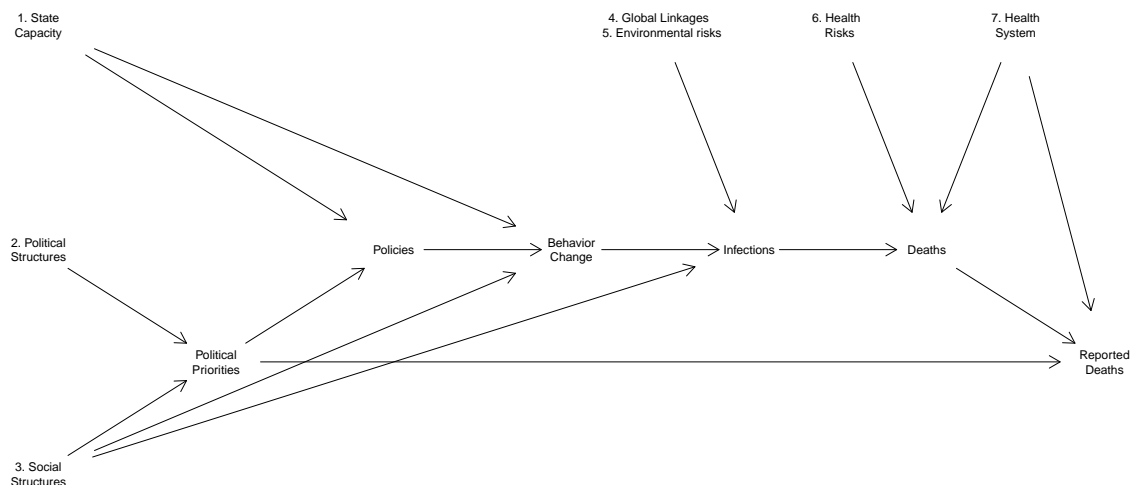 1. State
Capacity
4. Global Linkages
5. Environmental risks
6. Health
Risks
7. Health
System
2. Political
Structures
Policies
Behavior
Change
Infections
Deaths
Political
Priorities
Reported
Deaths
3. Social
Structures